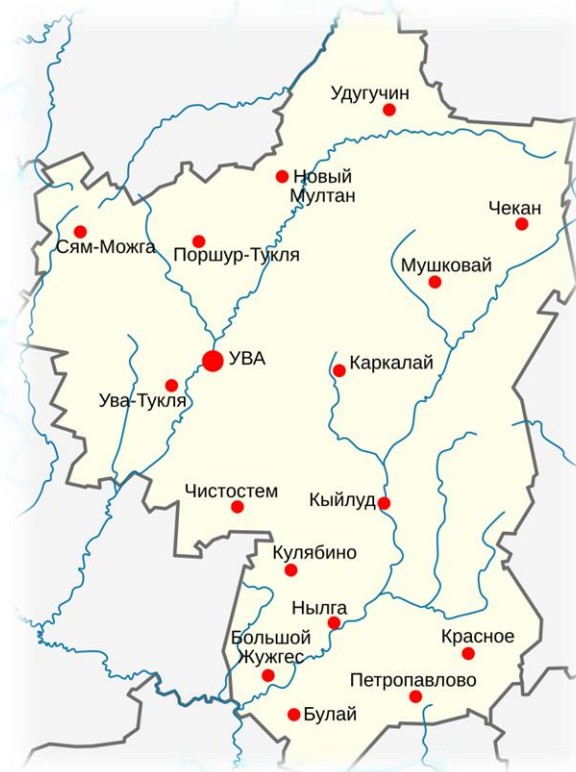 Удугучин
Новый
Мултан
Чекан
Сям-Можга
Поршур-Тукля
Мушковай
УВА
Каркалай
Ува-Тукля
Чистостем
Кыйлуд
Кулябино
Нылга
Большой
Жужгес
Красное
Петропавлово
Булай